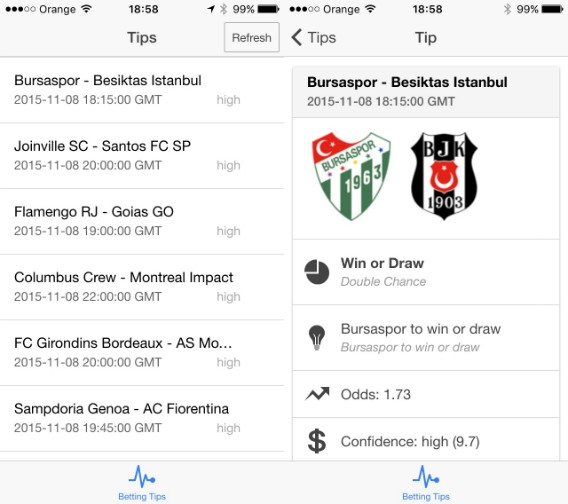 Orange 18:58 99%
Tips
Refresh
Bursaspor - Besiktas Istanbul
2015-11-08 18:15:00 GMT high
Joinville SC - Santos FC SP
2015-11-08 20:00:00 GMT high
Flamengo RJ - Goias GO
2015-11-08 19:00:00 GMT high
Columbus Crew - Montreal Impact
2015-11-08 22:00:00 GMT high
FC Girondins Bordeaux - AS Mo...
2015-11-08 20:00:00 GMT high
Sampdoria Genoa - AC Fiorentina
2015-11-08 19:45:00 GMT high
Betting Tips
Orange 18:58 99%
Tips
Tip
Bursaspor - Besiktas Istanbul
2015-11-08 18:15:00 GMT
BURSASPOR
1963
BJK
1903
Win or Draw
Double Chance
Bursaspor to win or draw
Bursaspor to win or draw
Odds: 1.73
$ Confidence: high (9.7)
Betting Tips